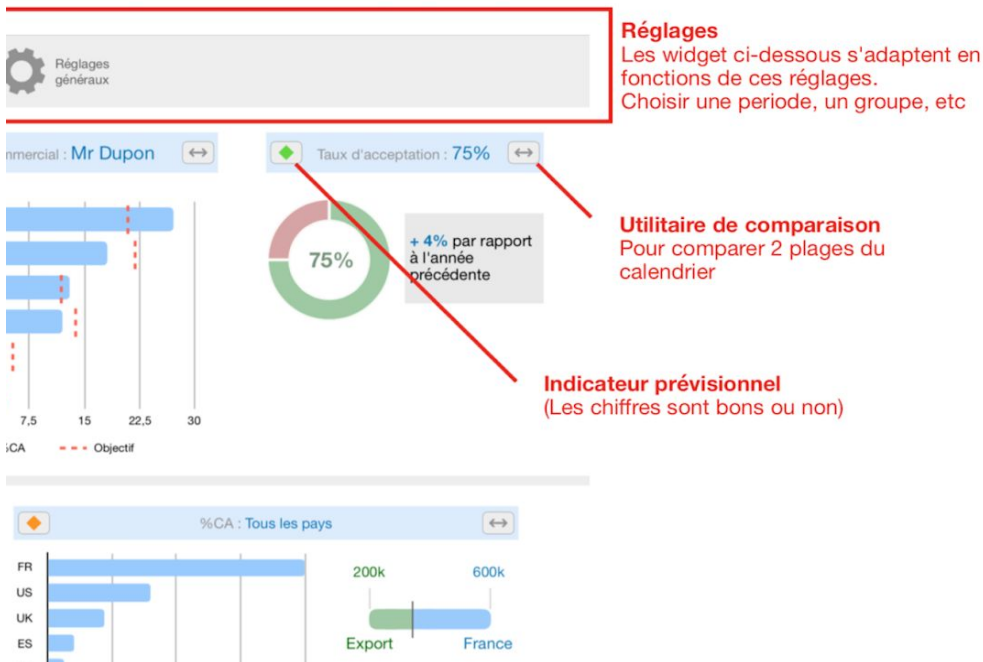 Réglages
Les widget ci-dessous s'adaptent en
fonctions de ces réglages.
Choisir une periode, un groupe, etc
Réglages
généraux
mmercial : Mr Dupon
Taux d'acceptation : 75%
75%
+ 4% par rapport
à l'année
précédente
Utilitaire de comparaison
Pour comparer 2 plages du
calendrier
Indicateur prévisionnel
(Les chiffres sont bons ou non)
7,5 15 22,5 30
%CA Objectif
%CA : Tous les pays
FR
US
UK
ES
200k 600k
Export France